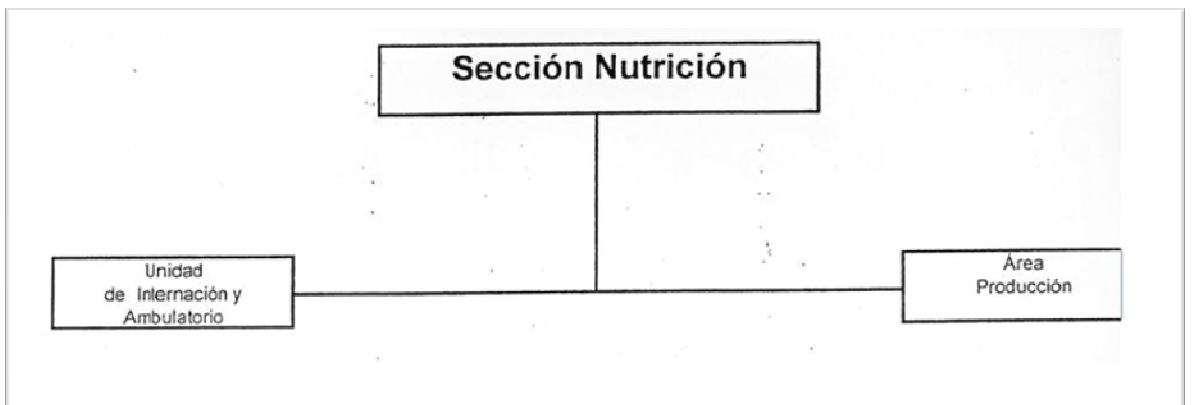 Sección Nutrición
Unidad
de Internación y
Ambulatorio
Área
Producción